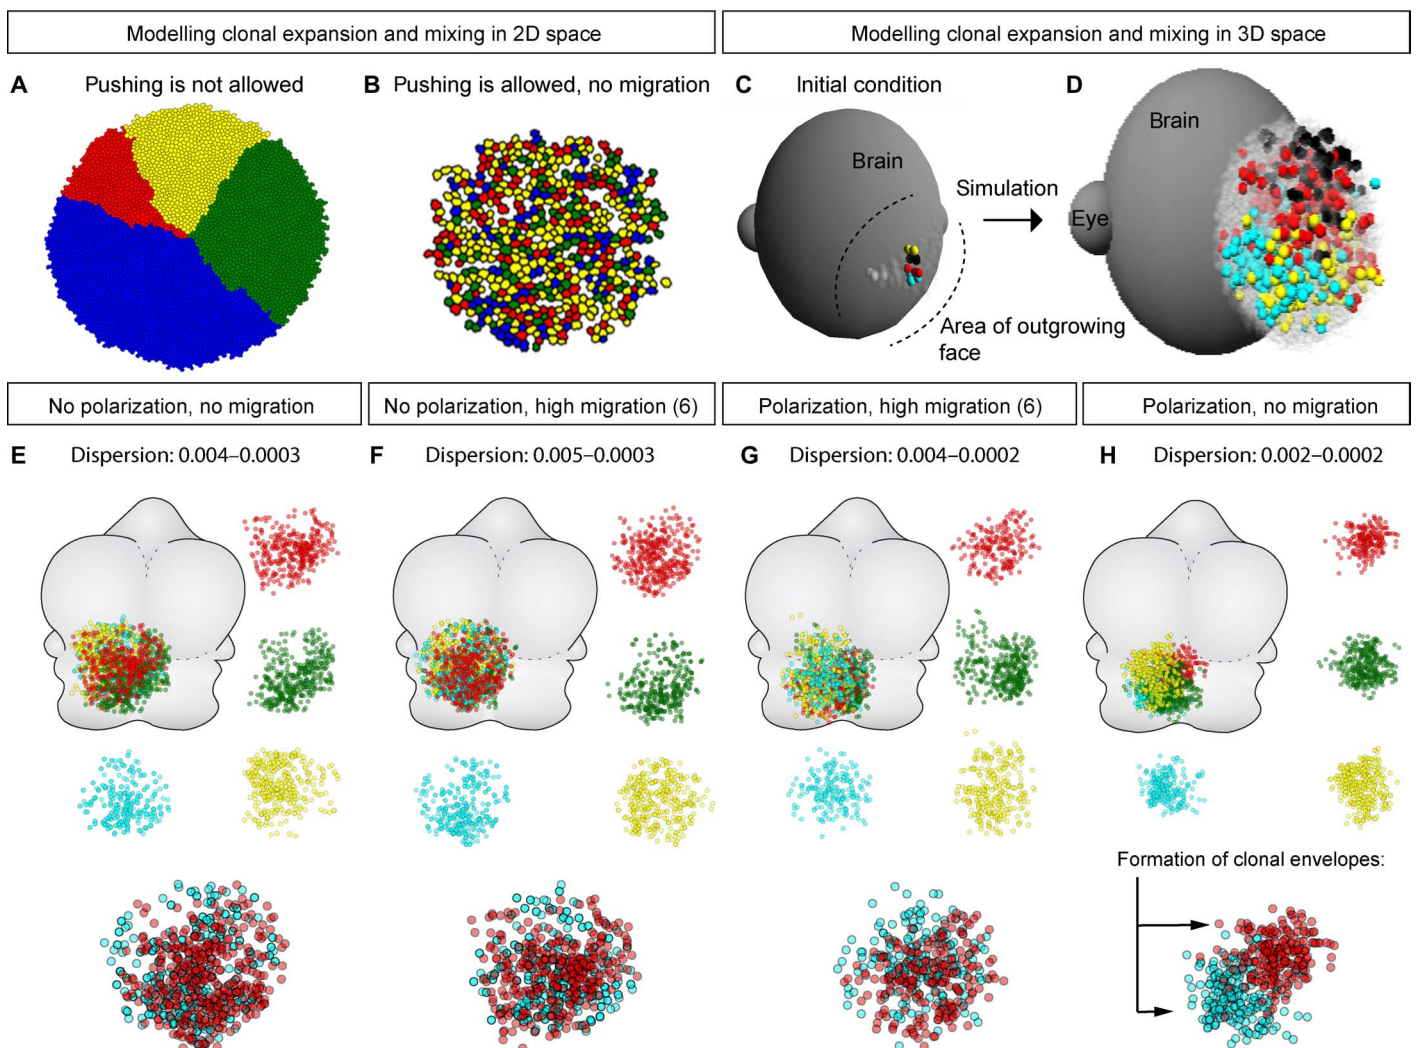 Modelling clonal expansion and mixing in 2D space
Modelling clonal expansion and mixing in 3D space
A Pushing is not allowed
B Pushing is allowed, no migration
C Initial condition
D
Brain
Brain
Simulation
Eye
Area of outgrowing
face
No polarization, no migration
No polarization, high migration (6)
Polarization, high migration (6)
Polarization, no migration
E Dispersion: 0.004–0.0003
F Dispersion: 0.005–0.0003
G Dispersion: 0.004–0.0002
H Dispersion: 0.002–0.0002
Formation of clonal envelopes: